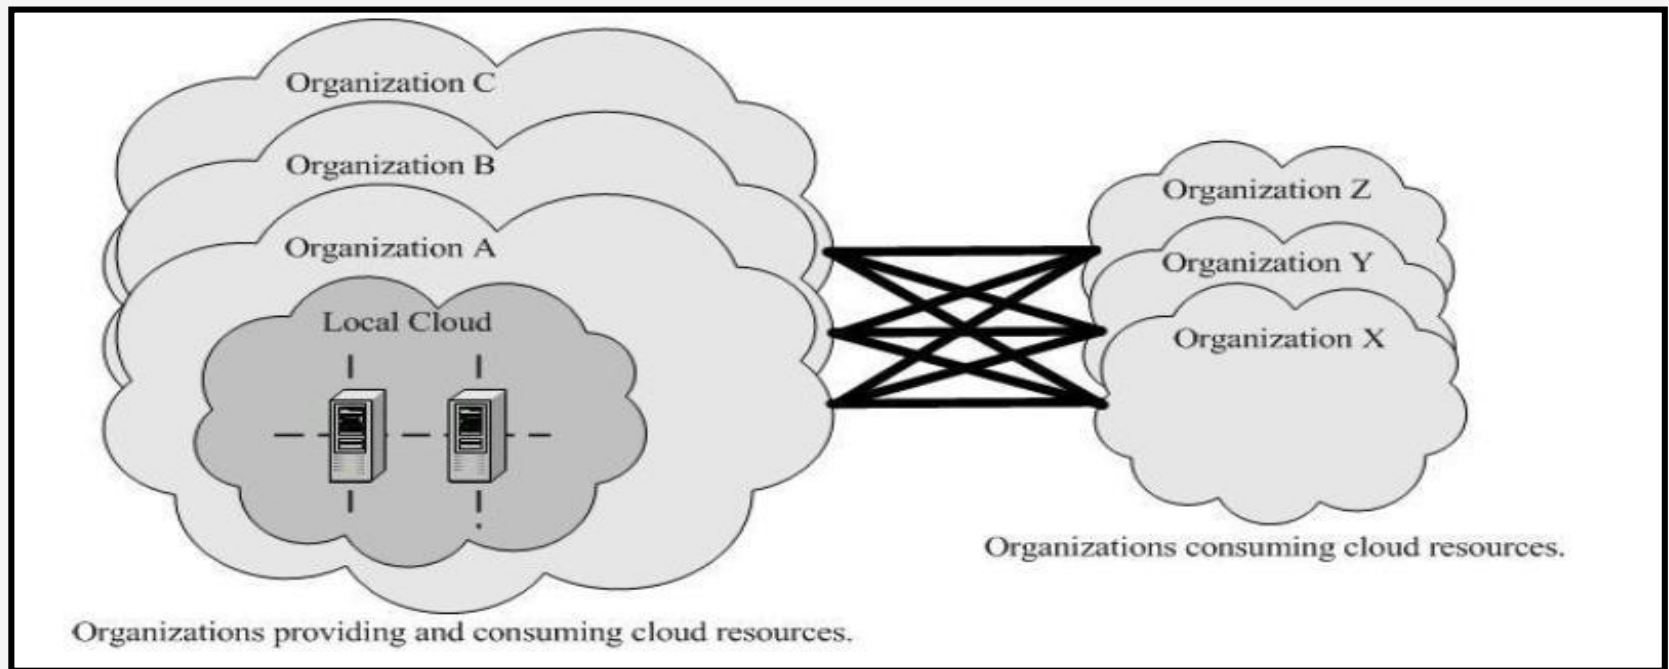 Organization C
Organization B
Organization A
Local Cloud
Organizations providing and consuming cloud resources.
Organization Z
Organization Y
Organization X
Organizations consuming cloud resources.